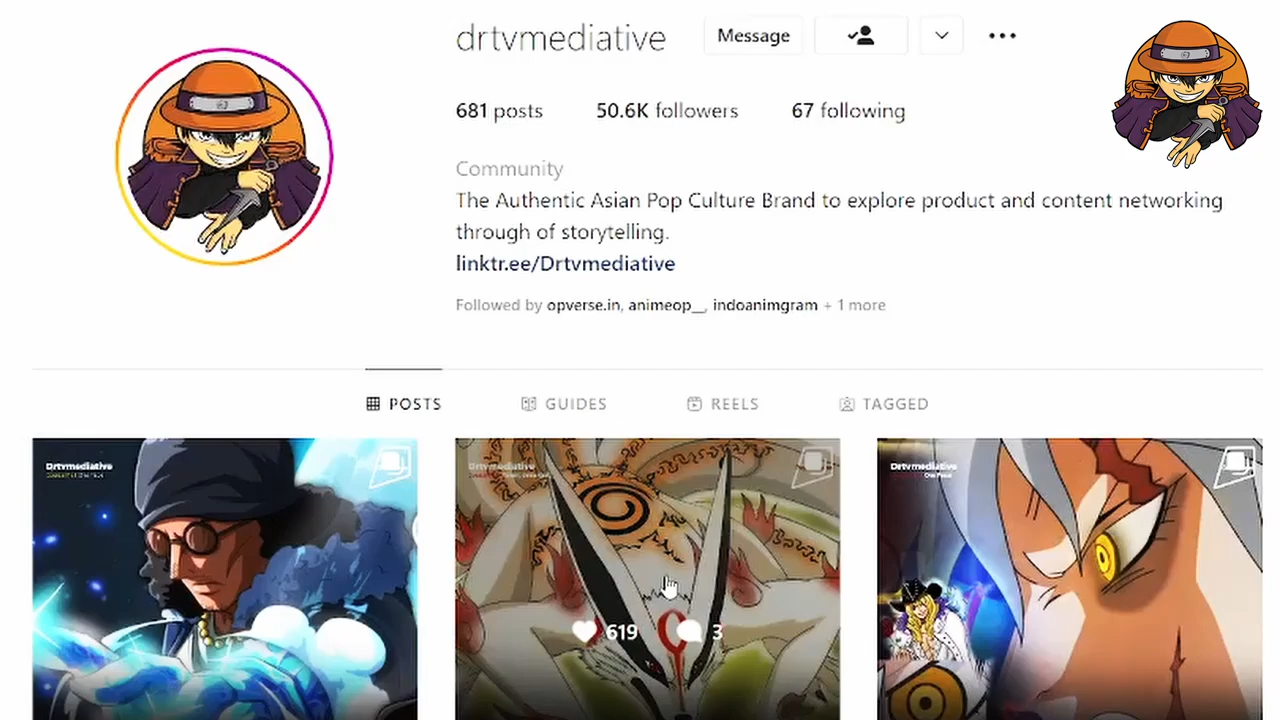 drtvmediative Message
681 posts 50.6K followers 67 following
Community
The Authentic Asian Pop Culture Brand to explore product and content networking
through of storytelling.
linktr.ee/Drtvmediative
Followed by opverse.in, animeop__, indoanimgram + 1 more
POSTS GUIDES REELS TAGGED
Drtvmediative Drtvmediative Drtvmediative
One Piece
619 3